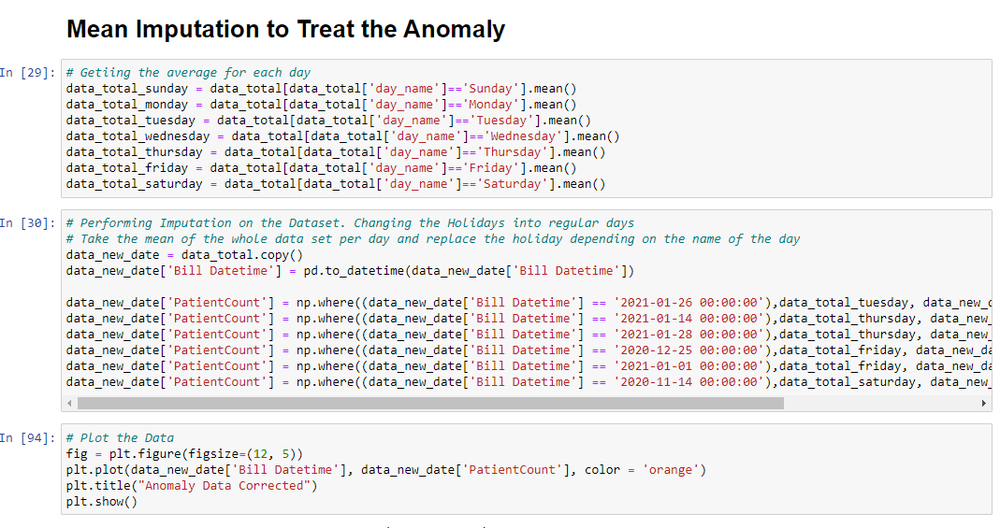 Mean Imputation to Treat the Anomaly
In [29]:
# Getting the average for each day
data_total_sunday = data_total[data_total['day_name']=='Sunday'].mean()
data_total_monday = data_total[data_total['day_name']=='Monday'].mean()
data_total_tuesday = data_total[data_total['day_name']=='Tuesday'].mean()
data_total_wednesday = data_total[data_total['day_name']=='Wednesday'].mean()
data_total_thursday = data_total[data_total['day_name']=='Thursday'].mean()
data_total_friday = data_total[data_total['day_name']=='Friday'].mean()
data_total_saturday = data_total[data_total['day_name']=='Saturday'].mean()
In [30]:
# Performing Imputation on the Dataset. Changing the Holidays into regular days
# Take the mean of the whole data set per day and replace the holiday depending on the name of the day
data_new_date = data_total.copy()
data_new_date['Bill Datetime'] = pd.to_datetime(data_new_date['Bill Datetime'])
data_new_date['PatientCount'] = np.where((data_new_date['Bill Datetime'] == '2021-01-26 00:00:00'),data_total_tuesday, data_new_
data_new_date['PatientCount'] = np.where((data_new_date['Bill Datetime'] == '2021-01-14 00:00:00'),data_total_thursday, data_new
data_new_date['PatientCount'] = np.where((data_new_date['Bill Datetime'] == '2021-01-28 00:00:00'),data_total_thursday, data_new_
data_new_date['PatientCount'] = np.where((data_new_date['Bill Datetime'] == '2020-12-25 00:00:00'),data_total_friday, data_new_da
data_new_date['PatientCount'] = np.where((data_new_date['Bill Datetime'] == '2021-01-01 00:00:00'),data_total_friday, data_new_da
data_new_date['PatientCount'] = np.where((data_new_date['Bill Datetime'] == '2020-11-14 00:00:00'),data_total_saturday, data_new_
In [94]:
# Plot the Data
fig = plt.figure(figsize=(12, 5))
plt.plot(data_new_date['Bill Datetime'], data_new_date['PatientCount'], color = 'orange')
plt.title("Anomaly Data Corrected")
plt.show()